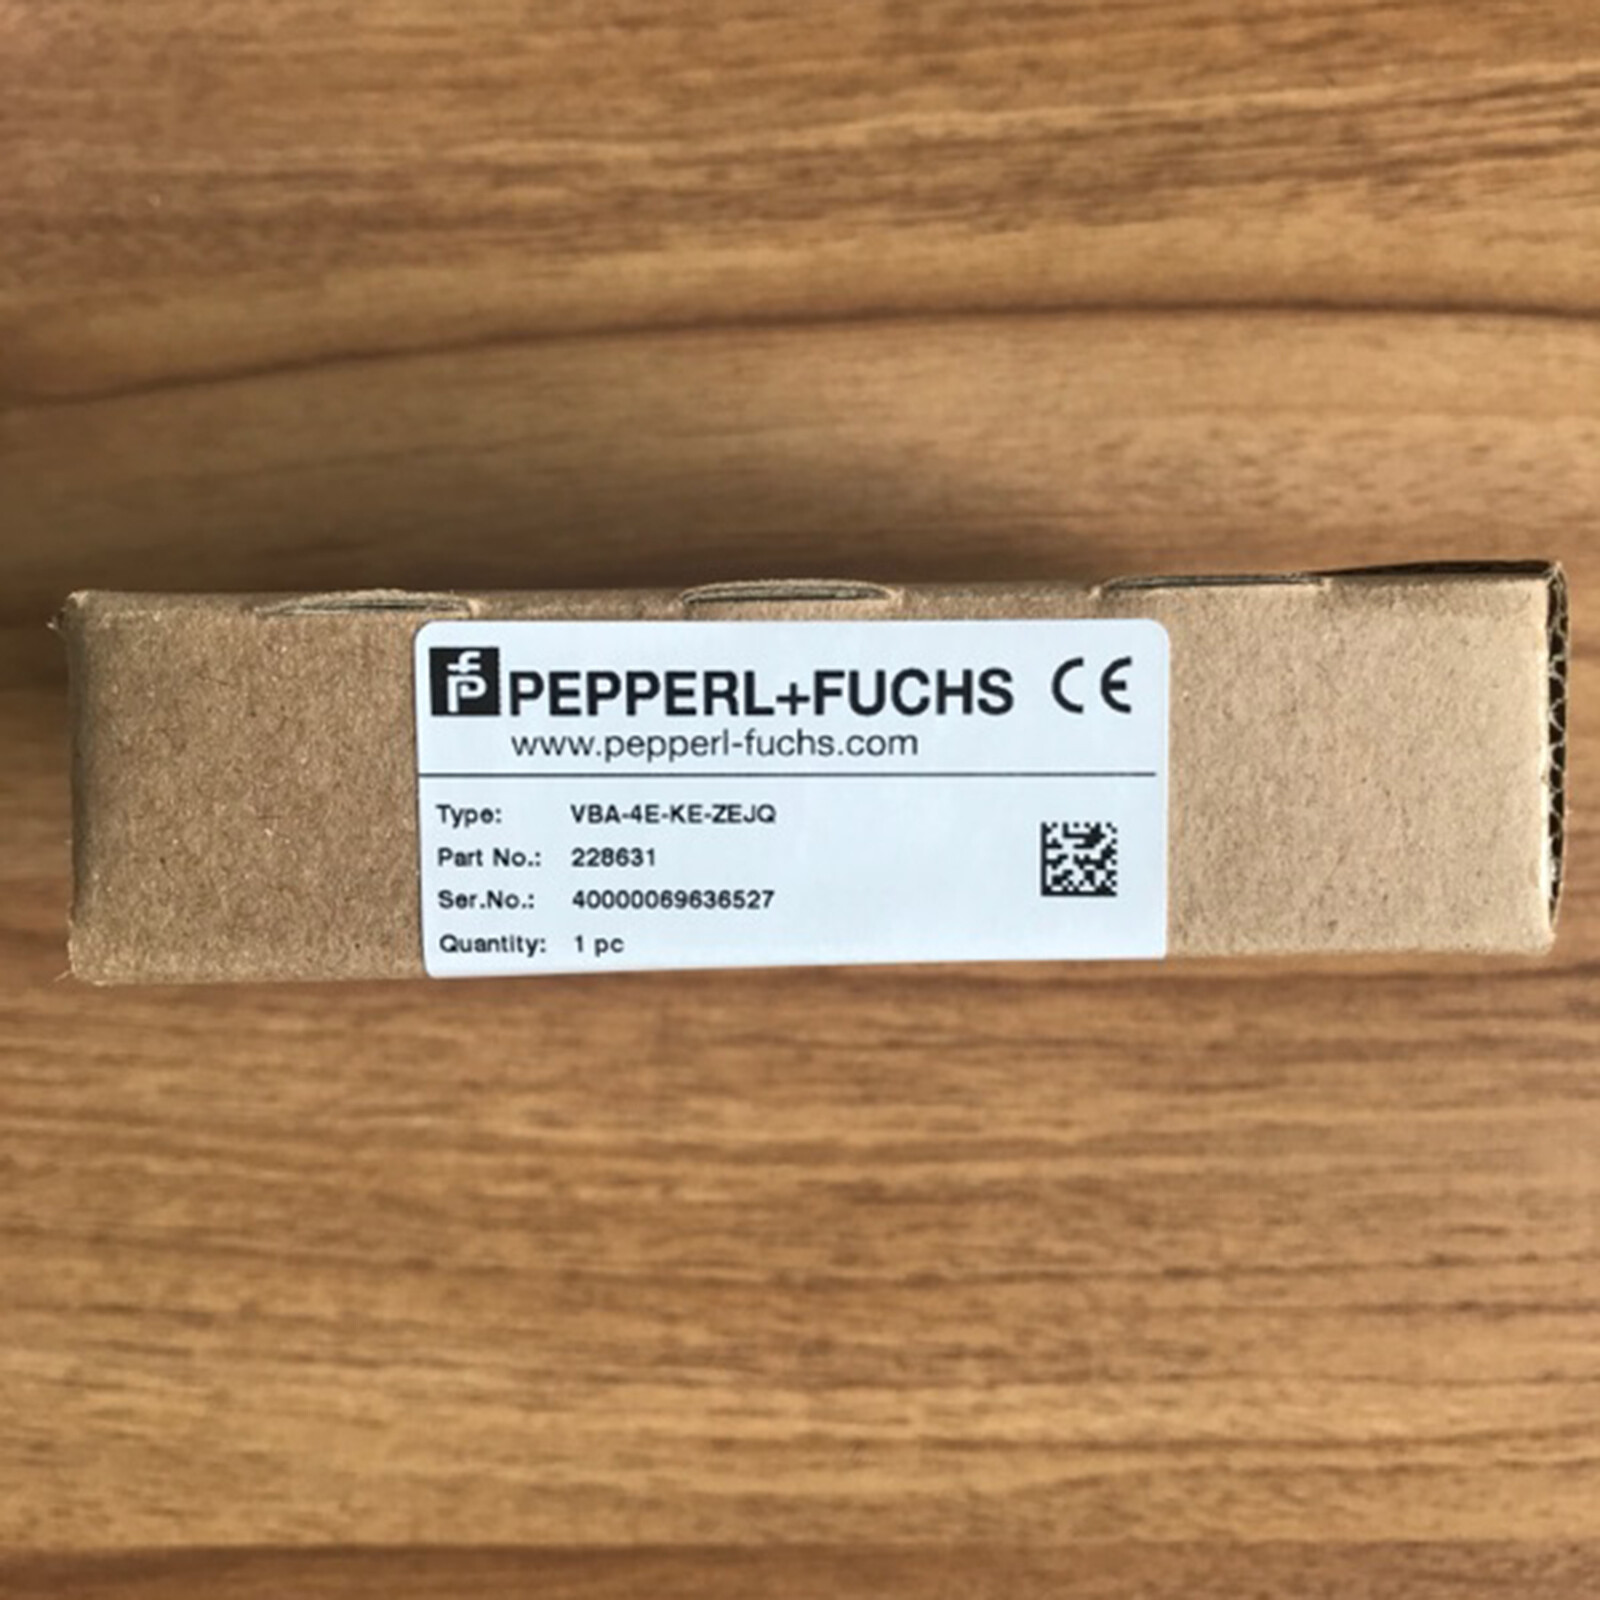 PEPPERL+FUCHS CE
www.pepperl-fuchs.com
Type: VBA-4E-KE-ZEJQ
Part No.: 228631
Ser.No.: 40000069636527
Quantity: 1 pc